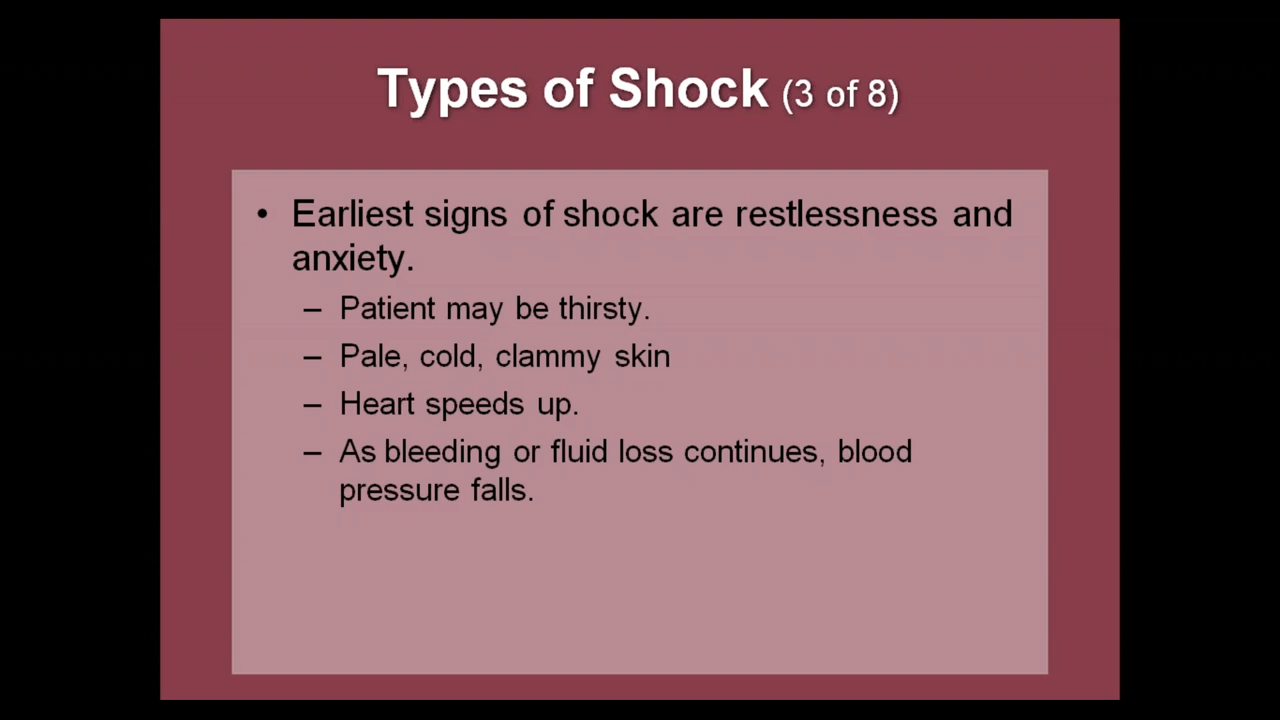 Types of Shock (3 of 8)
• Earliest signs of shock are restlessness and
anxiety.
– Patient may be thirsty.
– Pale, cold, clammy skin
– Heart speeds up.
– As bleeding or fluid loss continues, blood
pressure falls.